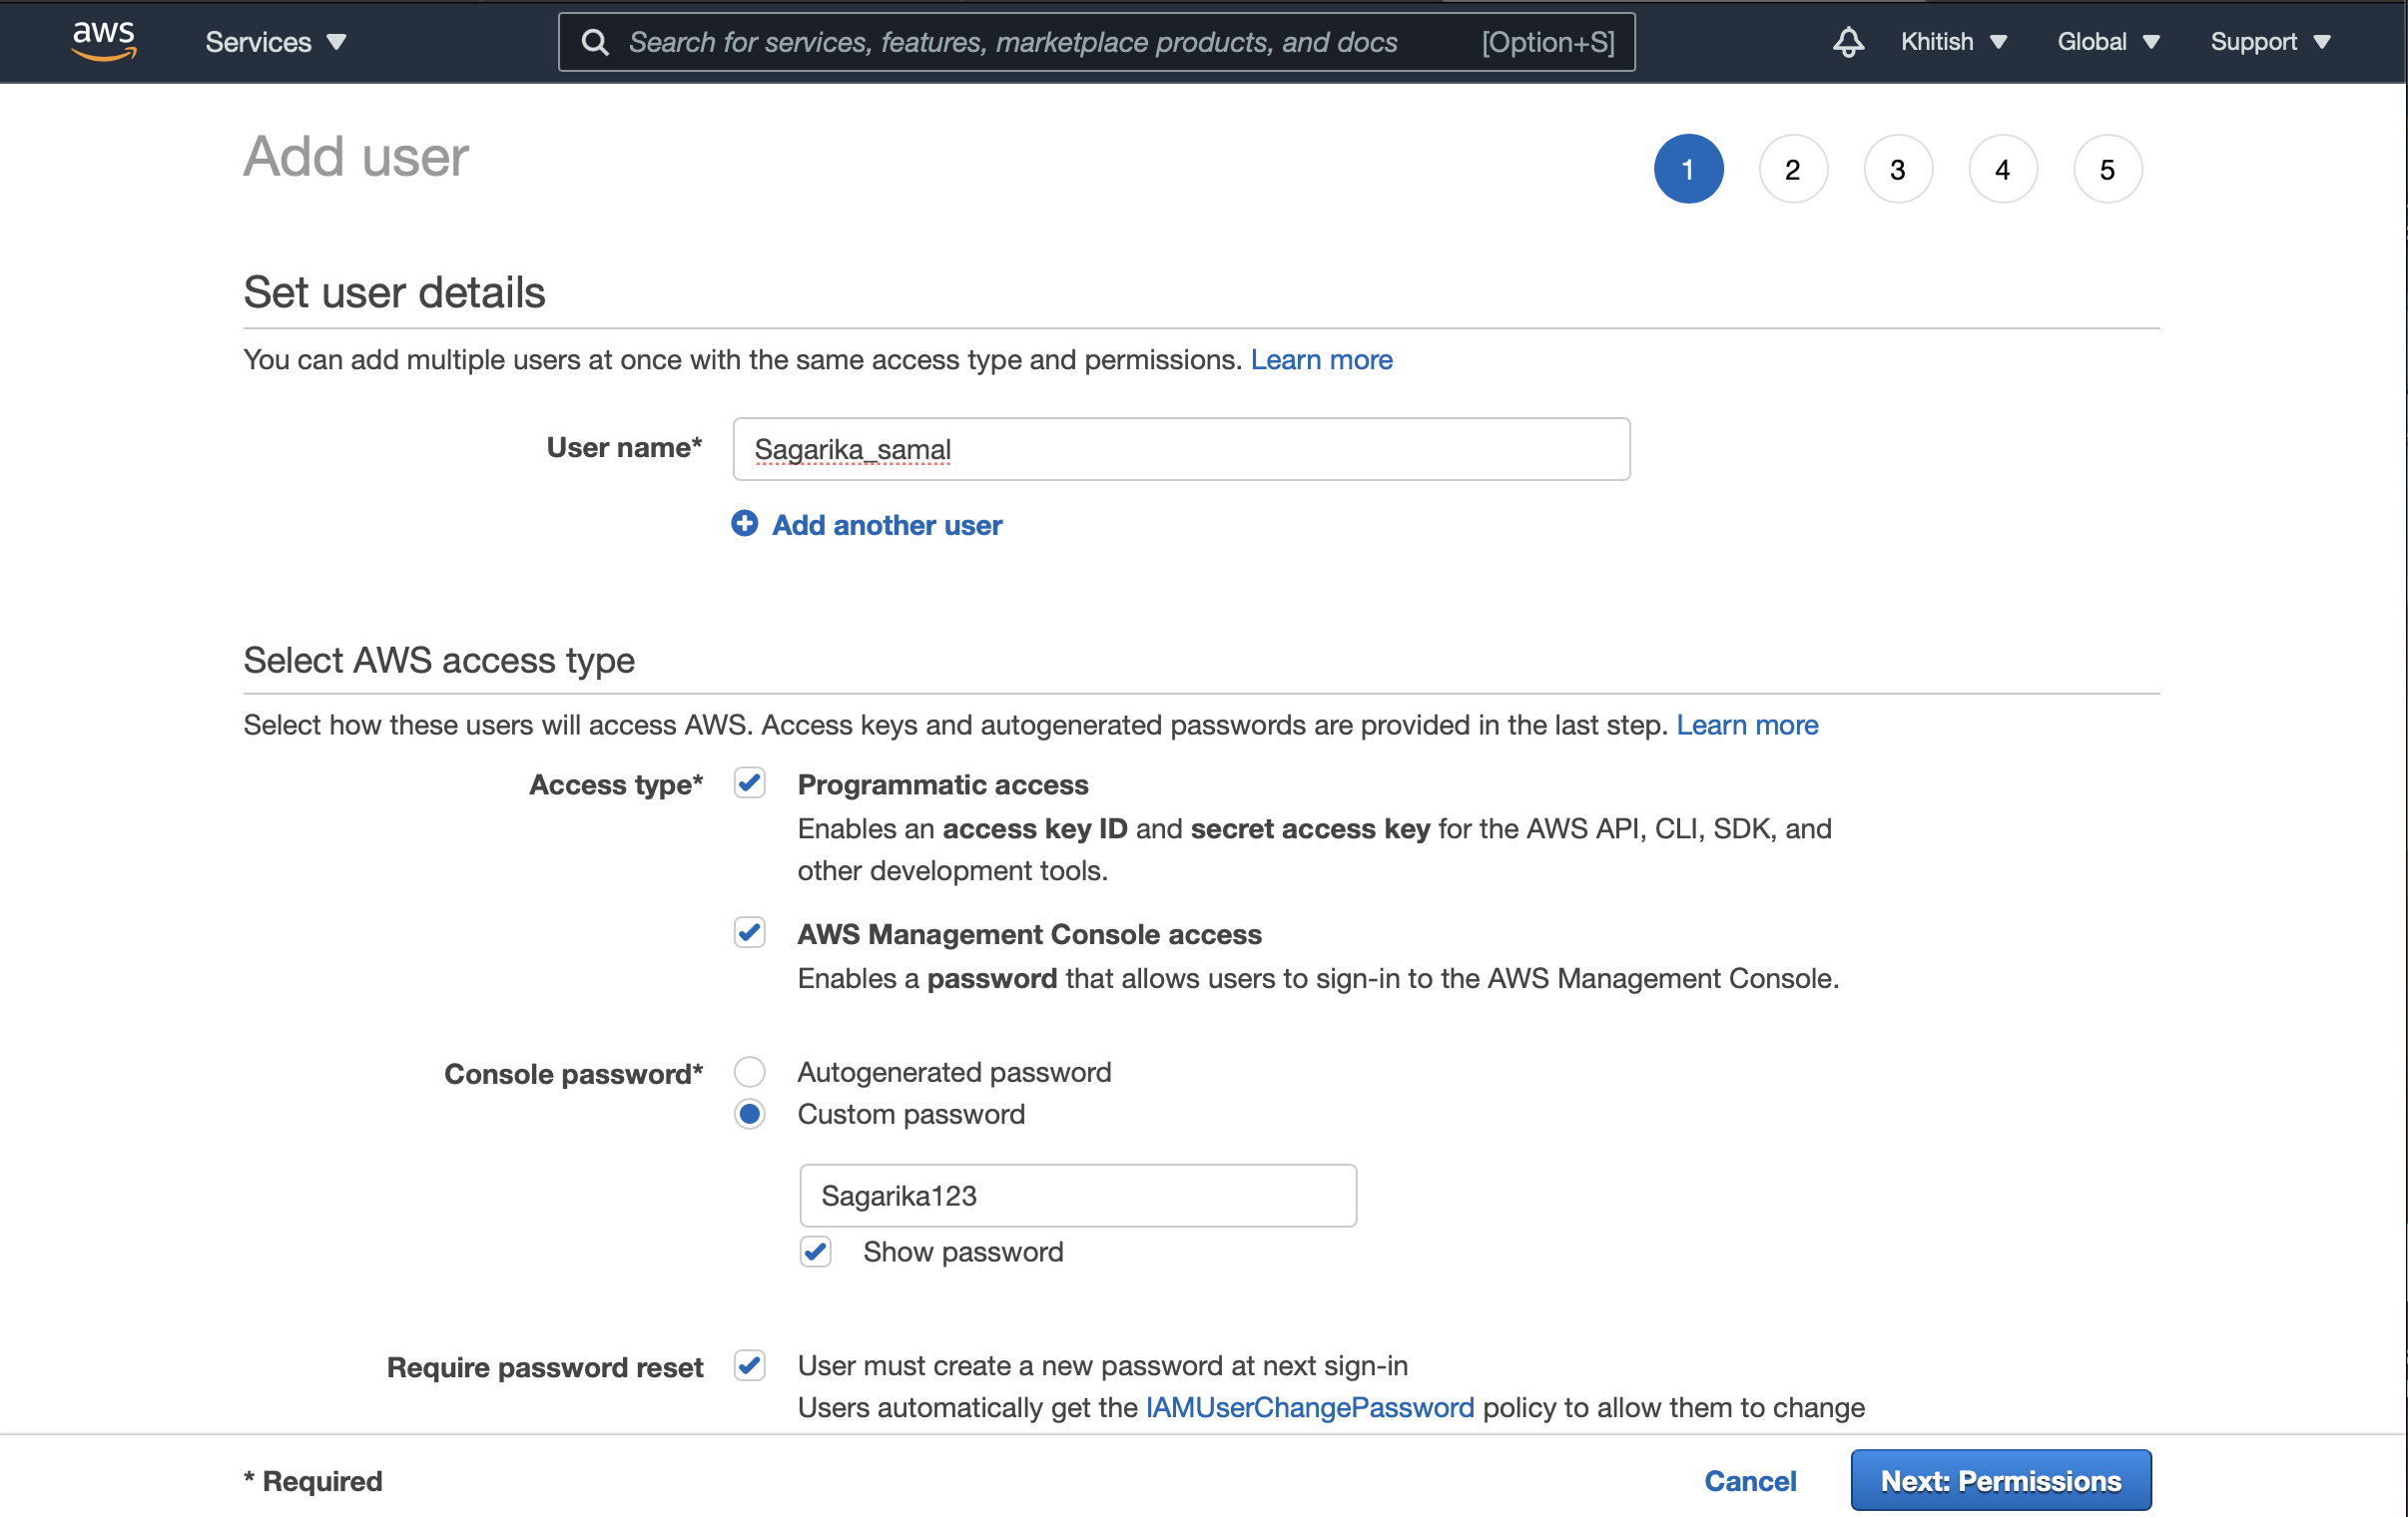 aws Services Search for services, features, marketplace products, and docs [Option+S] Khitish Global Support
Add user
1 2 3 4 5
Set user details
You can add multiple users at once with the same access type and permissions. Learn more
User name* Sagarika_samal
Add another user
Select AWS access type
Select how these users will access AWS. Access keys and autogenerated passwords are provided in the last step. Learn more
Access type* Programmatic access
Enables an access key ID and secret access key for the AWS API, CLI, SDK, and
other development tools.
AWS Management Console access
Enables a password that allows users to sign-in to the AWS Management Console.
Console password* Autogenerated password
Custom password
Sagarika123
Show password
Require password reset User must create a new password at next sign-in
Users automatically get the IAMUserChangePassword policy to allow them to change
* Required Cancel Next: Permissions